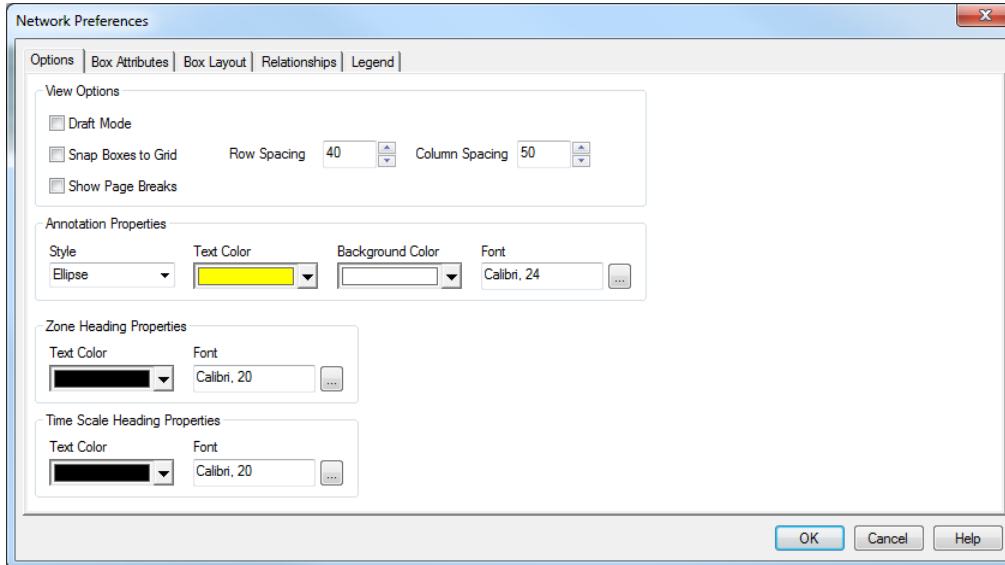 Network Preferences
Options Box Attributes Box Layout Relationships Legend
View Options
Draft Mode
Snap Boxes to Grid Row Spacing 40 Column Spacing 50
Show Page Breaks
Annotation Properties
Style Text Color Background Color Font
Ellipse Calibri, 24 ...
Zone Heading Properties
Text Color Font
Calibri, 20 ...
Time Scale Heading Properties
Text Color Font
Calibri, 20 ...
OK Cancel Help